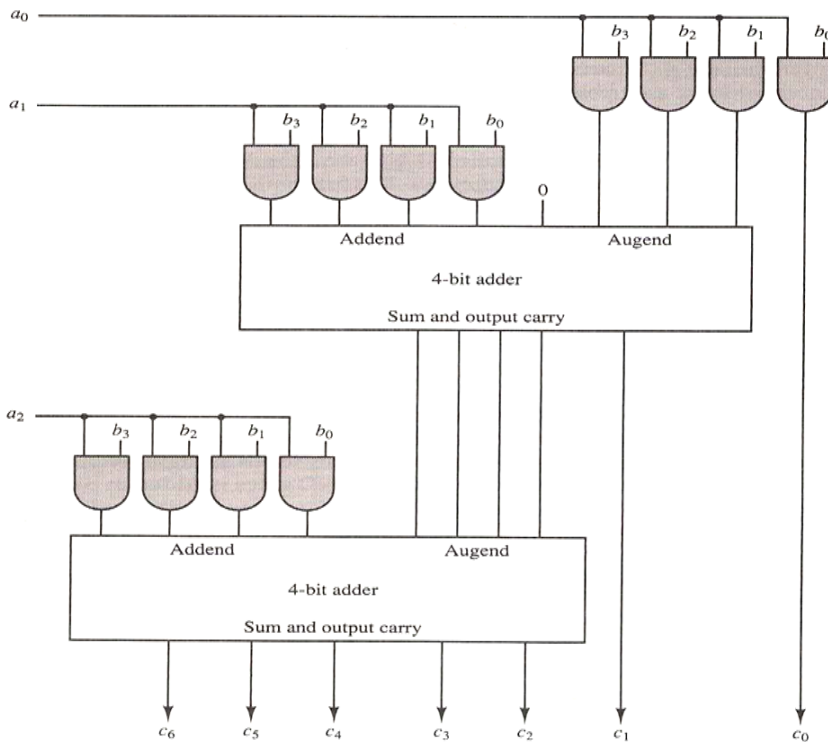 a0
b3 b2 b1 b0
a1
b3 b2 b1 b0
0
Addend Augend
4-bit adder
Sum and output carry
a2
b3 b2 b1 b0
Addend Augend
4-bit adder
Sum and output carry
c6 c5 c4 c3 c2 c1 c0